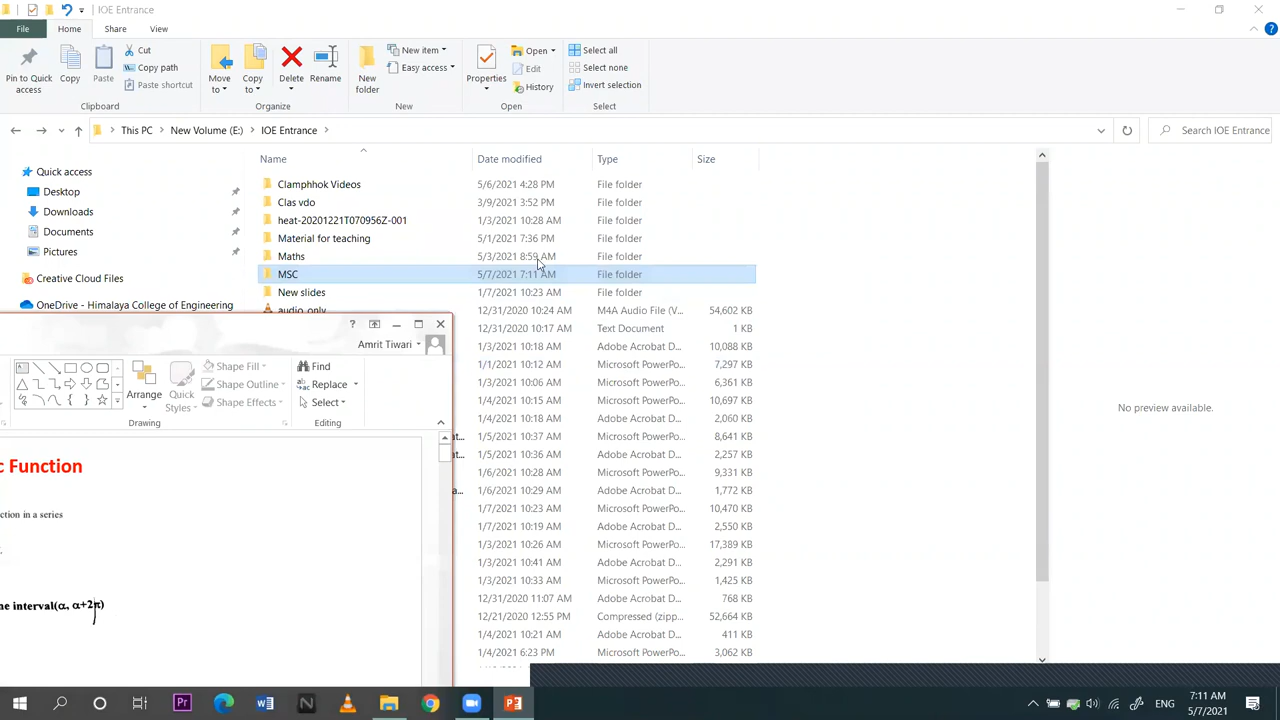 IOE Entrance
File Home Share View
Pin to Quick access Copy Paste Cut Copy path Paste shortcut Move to Copy to Delete Rename New folder New item Easy access Properties Open Edit History Select all Select none Invert selection
Clipboard Organize New Open Select
This PC New Volume (E:) IOE Entrance Search IOE Entrance
Name Date modified Type Size
Quick access
Desktop
Downloads
Documents
Pictures
Creative Cloud Files
OneDrive - Himalaya College of Engineering
Clamphhok Videos 5/6/2021 4:28 PM File folder
Clas vdo 3/9/2021 3:52 PM File folder
heat-20201221T070956Z-001 1/3/2021 10:28 AM File folder
Material for teaching 5/1/2021 7:36 PM File folder
Maths 5/3/2021 8:59 AM File folder
MSC 5/7/2021 7:11 AM File folder
New slides 1/7/2021 10:23 AM File folder
audio_only 12/31/2020 10:24 AM M4A Audio File (V... 54,602 KB
12/31/2020 10:17 AM Text Document 1 KB
1/3/2021 10:18 AM Adobe Acrobat D... 10,088 KB
1/1/2021 10:12 AM Microsoft PowerPo... 7,297 KB
1/3/2021 10:06 AM Microsoft PowerPo... 6,361 KB
1/4/2021 10:15 AM Microsoft PowerPo... 10,697 KB
1/4/2021 10:18 AM Adobe Acrobat D... 2,060 KB
at... 1/5/2021 10:37 AM Microsoft PowerPo... 8,641 KB
at... 1/5/2021 10:36 AM Adobe Acrobat D... 2,257 KB
1/6/2021 10:28 AM Microsoft PowerPo... 9,331 KB
a... 1/6/2021 10:29 AM Adobe Acrobat D... 1,772 KB
1/7/2021 10:23 AM Microsoft PowerPo... 10,470 KB
1/7/2021 10:19 AM Adobe Acrobat D... 2,550 KB
1/3/2021 10:26 AM Microsoft PowerPo... 17,389 KB
1/3/2021 10:41 AM Adobe Acrobat D... 2,291 KB
1/3/2021 10:33 AM Microsoft PowerPo... 1,425 KB
12/31/2020 11:07 AM Adobe Acrobat D... 768 KB
12/21/2020 12:55 PM Compressed (zipp... 52,664 KB
1/4/2021 10:21 AM Adobe Acrobat D... 411 KB
1/4/2021 6:23 PM Microsoft PowerPo... 3,062 KB
No preview available.
Amrit Tiwari
Arrange Quick Styles Shape Fill Shape Outline Shape Effects Find Replace Select
Drawing Editing
c Function
ction in a series
ne interval(α, α+2π)
ENG 7:11 AM
5/7/2021